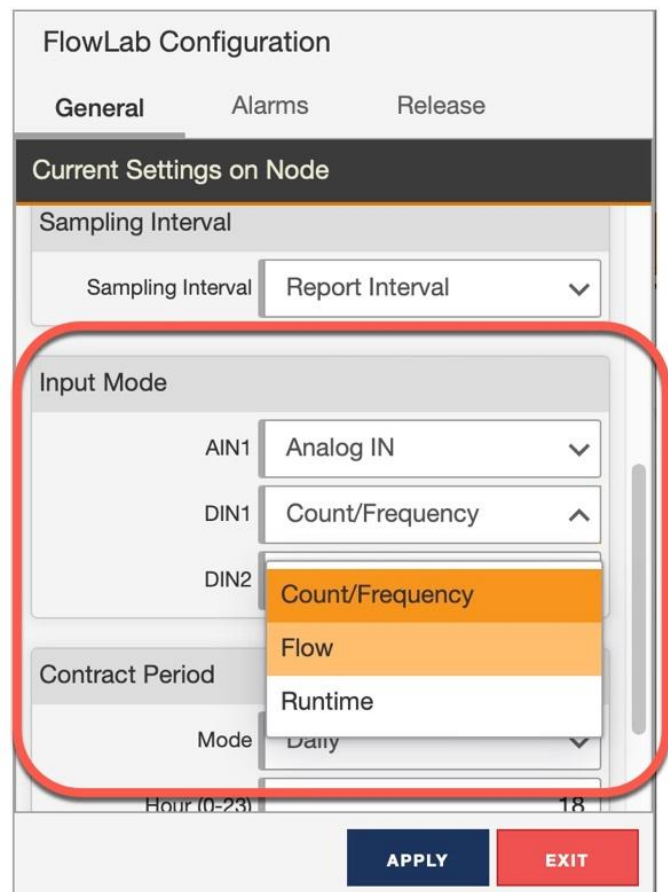 FlowLab Configuration
General Alarms Release
Current Settings on Node
Sampling Interval
Sampling Interval Report Interval
Input Mode
AIN1 Analog IN
DIN1 Count/Frequency
DIN2
Count/Frequency
Flow
Runtime
Contract Period
Mode Daily
Hour (0-23) 18
APPLY EXIT